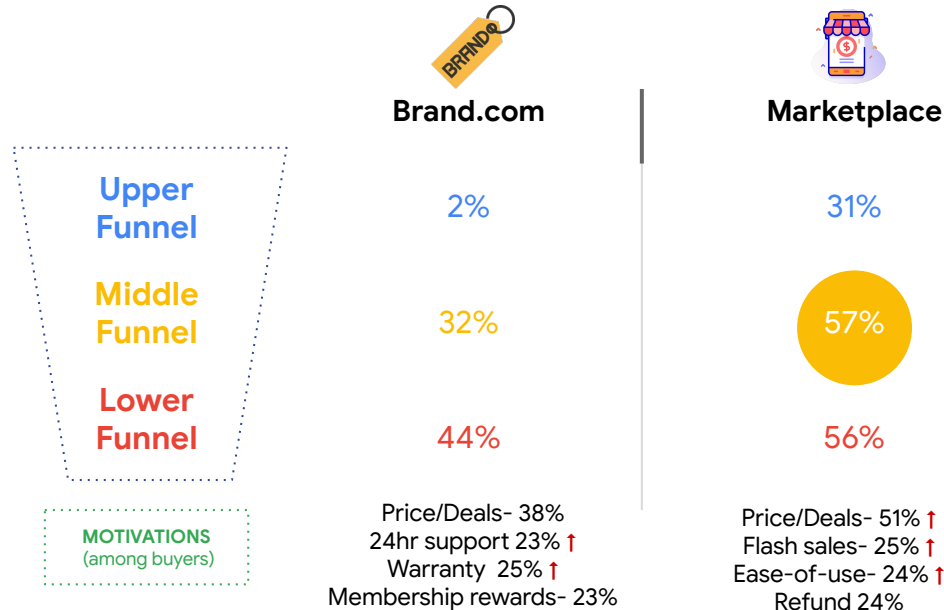 BRAND
Brand.com
Marketplace
Upper
Funnel
2%
31%
Middle
Funnel
32%
57%
Lower
Funnel
44%
56%
MOTIVATIONS
(among buyers)
Price/Deals- 38%
24hr support 23% ↑
Warranty  25% ↑
Membership rewards- 23%
Price/Deals- 51% ↑
Flash sales- 25% ↑
Ease-of-use- 24% ↑
Refund 24%